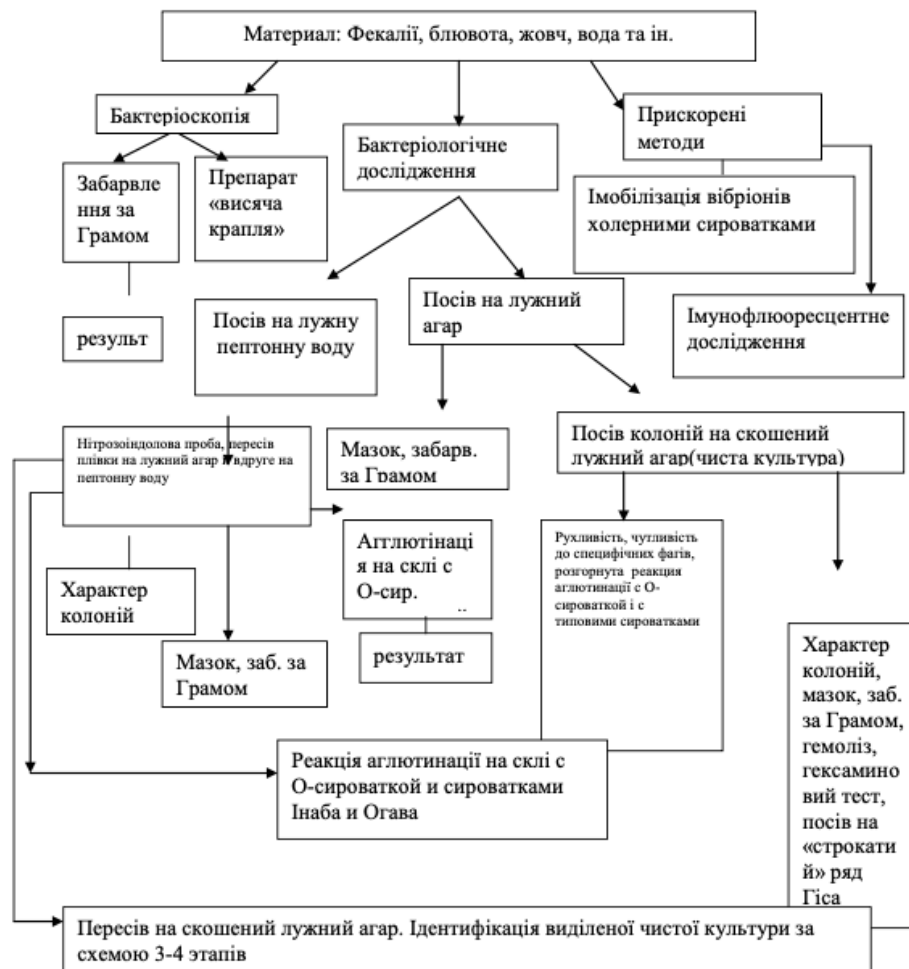 Материал: Фекалії, блювота, жовч, вода та ін.
Бактеріоскопія
Бактеріологічне
дослідження
Прискорені
методи
Забарвле
ння за
Грамом
Препарат
«висяча
крапля»
Імобілізація вібріонів
холерними сироватками
результ
Посів на лужну
пептонну воду
Посів на лужний
агар
Імунофлюоресцентне
дослідження
Нітрозоіндолова проба, пересів
плівки на лужний агар і вдруге на
пептонну воду
Мазок, забарв.
за Грамом
Посів колоній на скошений
лужний агар(чиста культура)
Агглютінаці
я на склі с
О-сир.
Рухливість, чутливість
до специфічних фагів,
розгорнута реакция
аглютинації с О-
сироваткой і с
типовими сироватками
Характер
колоній
Мазок, заб. за
Грамом
результат
Характер
колоній,
мазок, заб.
за Грамом,
гемоліз,
гексамино
вий тест,
посів на
«строкати
й» ряд
Гіса
Реакція аглютинації на склі с
О-сироваткой и сироватками
Інаба и Огава
Пересів на скошений лужний агар. Ідентифікація виділеної чистої культури за
схемою 3-4 этапів